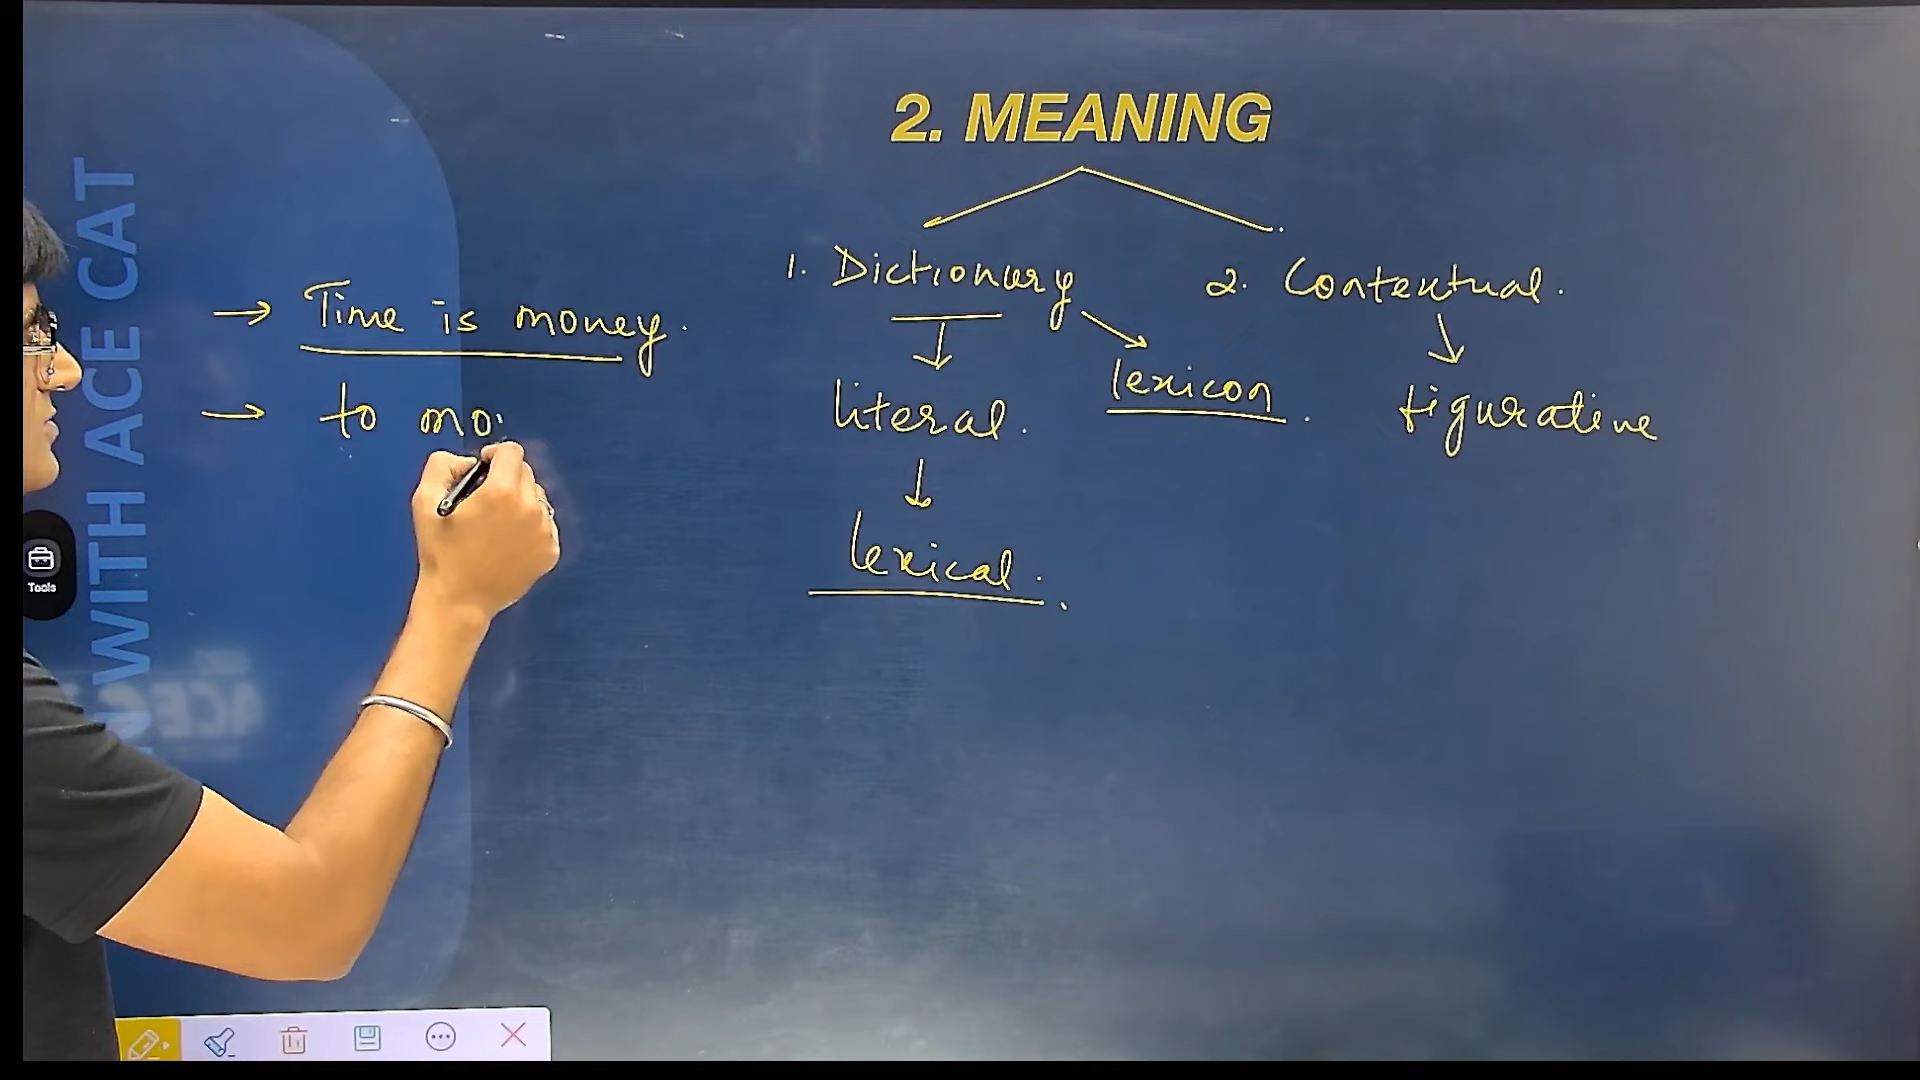 2. MEANING
1. Dictionary
2. Contextual.
lexicon.
literal.
figurative
lexical.
→ Time is money.
→ to mo
WITH ACE CAT
Tools